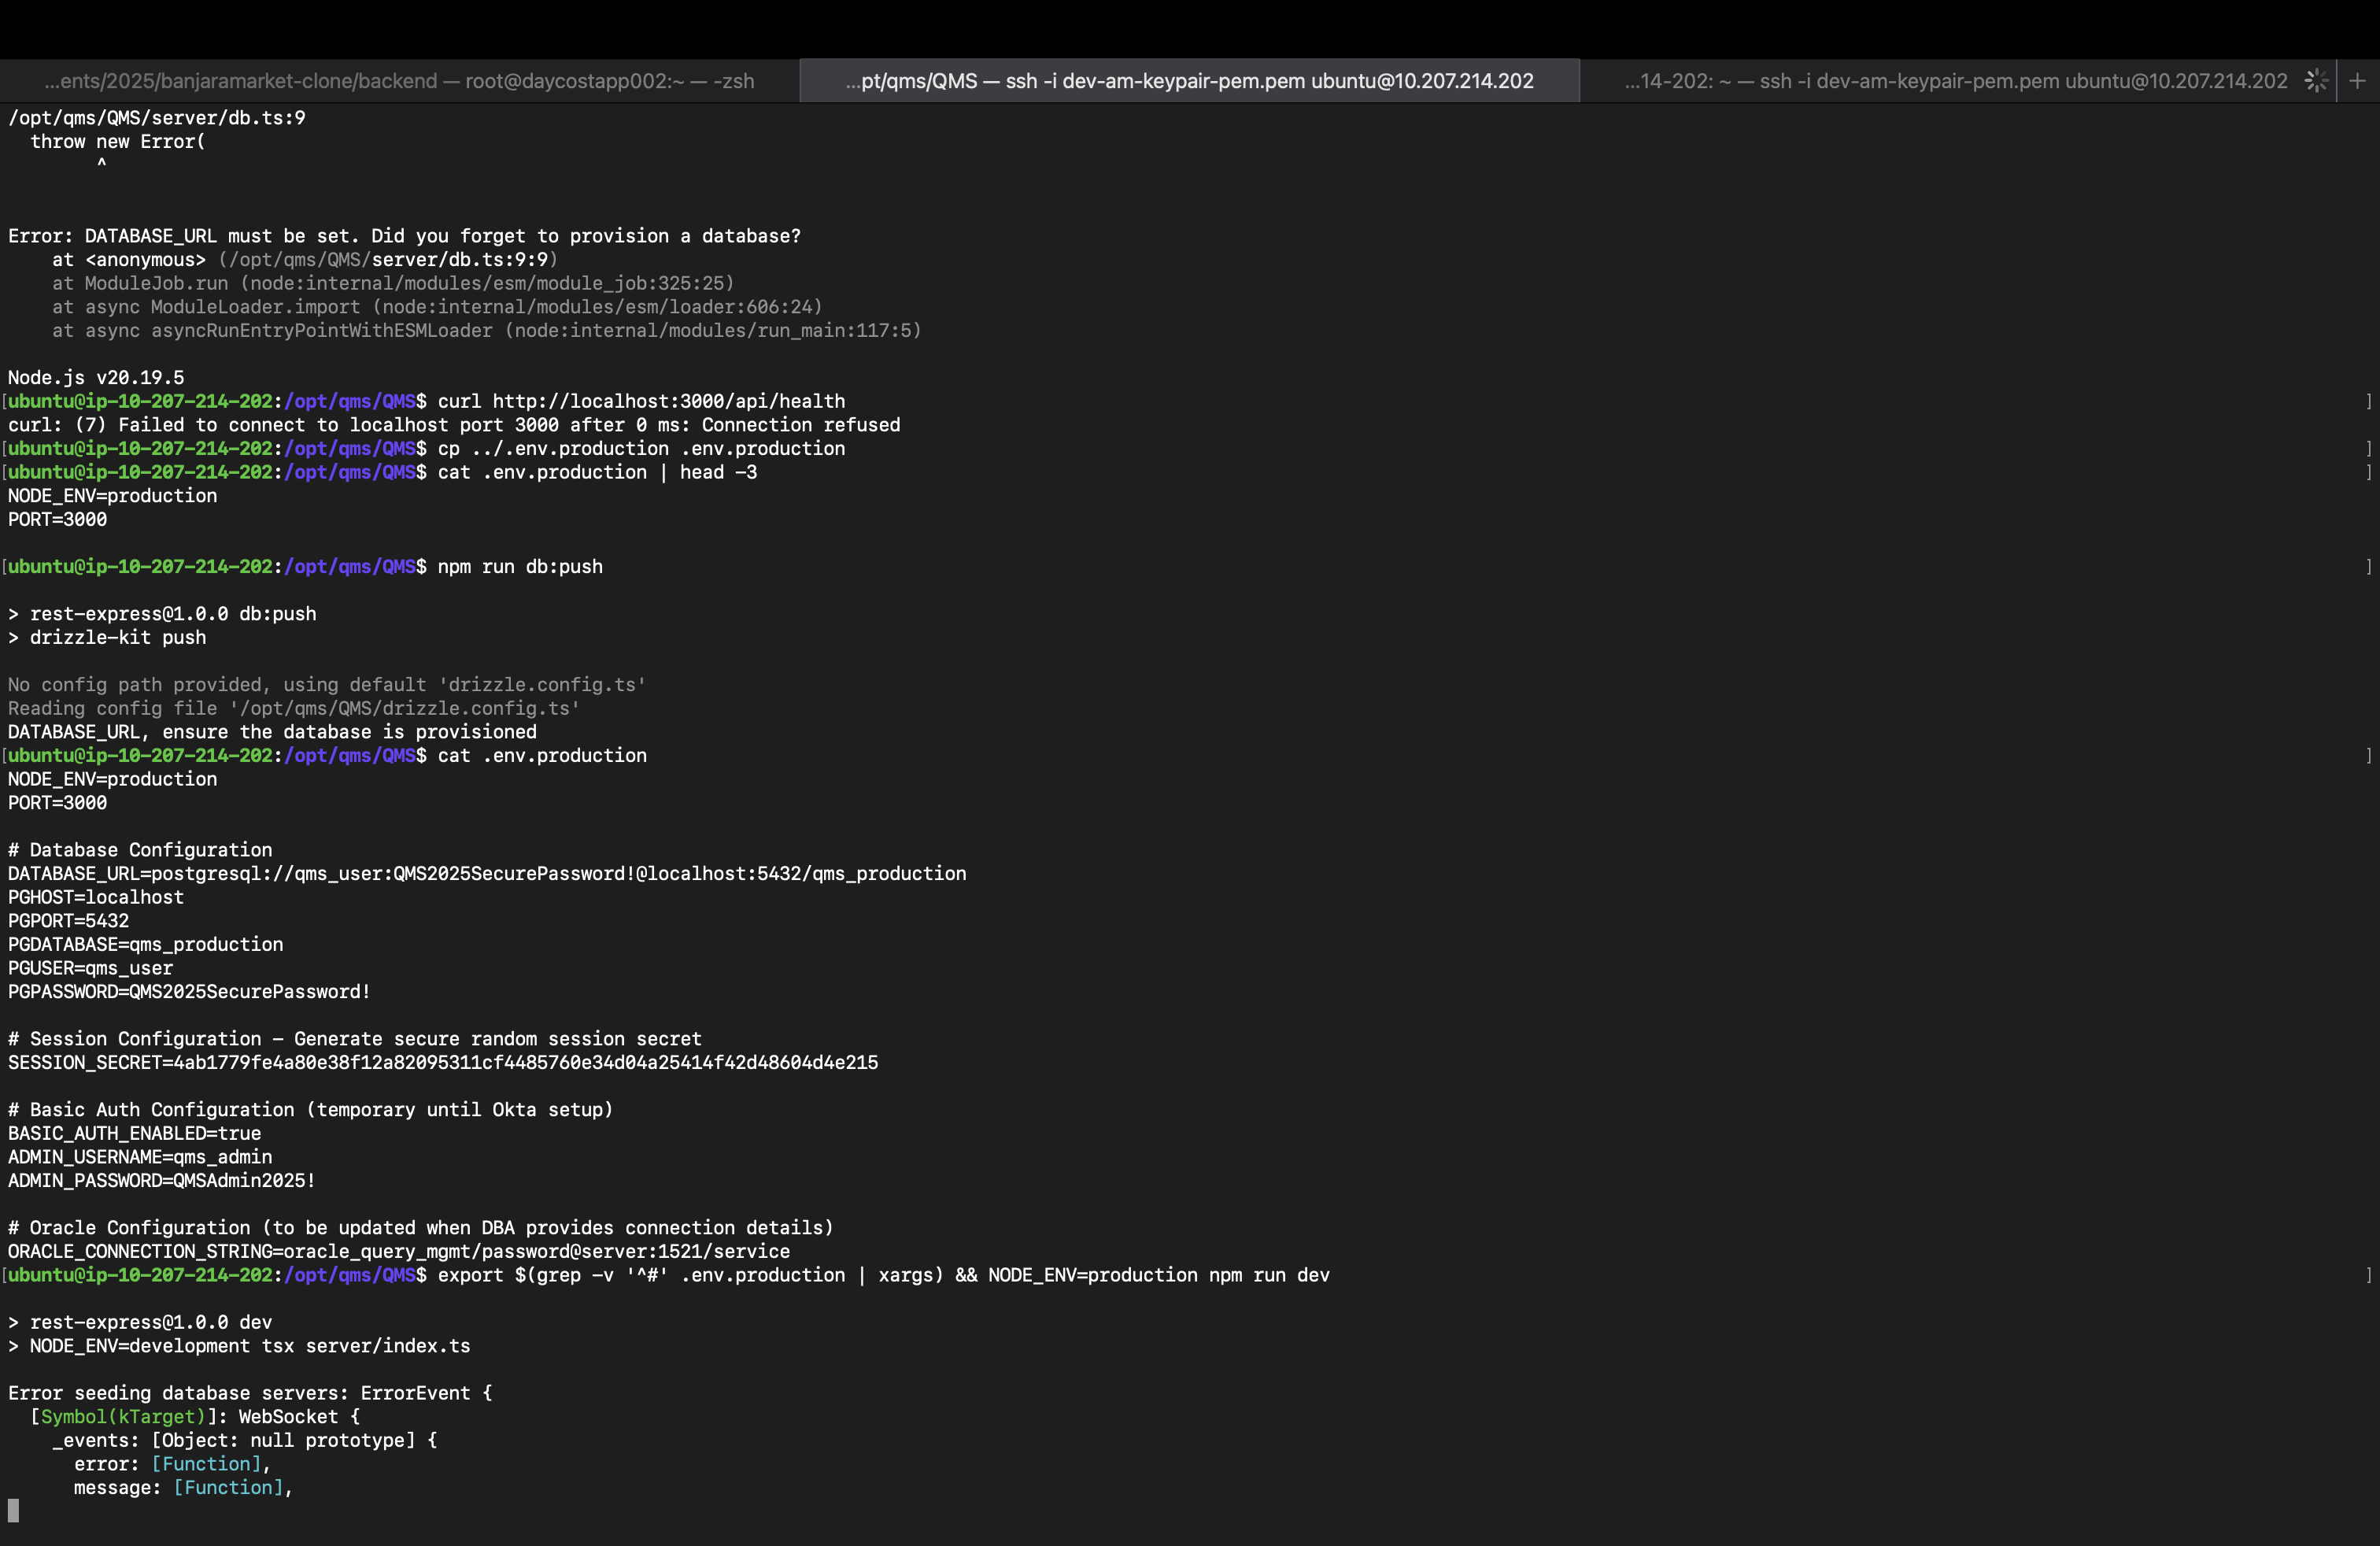 ...ents/2025/banjaramarket-clone/backend — root@daycostapp002:~ — -zsh
...pt/qms/QMS — ssh -i dev-am-keypair-pem.pem ubuntu@10.207.214.202
...14-202: ~ — ssh -i dev-am-keypair-pem.pem ubuntu@10.207.214.202
+
/opt/qms/QMS/server/db.ts:9
  throw new Error(
        ^
Error: DATABASE_URL must be set. Did you forget to provision a database?
    at <anonymous> (/opt/qms/QMS/server/db.ts:9:9)
    at ModuleJob.run (node:internal/modules/esm/module_job:325:25)
    at async ModuleLoader.import (node:internal/modules/esm/loader:606:24)
    at async asyncRunEntryPointWithESMLoader (node:internal/modules/run_main:117:5)
Node.js v20.19.5
[ubuntu@ip-10-207-214-202:/opt/qms/QMS$ curl http://localhost:3000/api/health ]
curl: (7) Failed to connect to localhost port 3000 after 0 ms: Connection refused
[ubuntu@ip-10-207-214-202:/opt/qms/QMS$ cp ../.env.production .env.production ]
[ubuntu@ip-10-207-214-202:/opt/qms/QMS$ cat .env.production | head -3 ]
NODE_ENV=production
PORT=3000
[ubuntu@ip-10-207-214-202:/opt/qms/QMS$ npm run db:push ]
> rest-express@1.0.0 db:push
> drizzle-kit push
No config path provided, using default 'drizzle.config.ts'
Reading config file '/opt/qms/QMS/drizzle.config.ts'
DATABASE_URL, ensure the database is provisioned
[ubuntu@ip-10-207-214-202:/opt/qms/QMS$ cat .env.production ]
NODE_ENV=production
PORT=3000
# Database Configuration
DATABASE_URL=postgresql://qms_user:QMS2025SecurePassword!@localhost:5432/qms_production
PGHOST=localhost
PGPORT=5432
PGDATABASE=qms_production
PGUSER=qms_user
PGPASSWORD=QMS2025SecurePassword!
# Session Configuration - Generate secure random session secret
SESSION_SECRET=4ab1779fe4a80e38f12a82095311cf4485760e34d04a25414f42d48604d4e215
# Basic Auth Configuration (temporary until Okta setup)
BASIC_AUTH_ENABLED=true
ADMIN_USERNAME=qms_admin
ADMIN_PASSWORD=QMSAdmin2025!
# Oracle Configuration (to be updated when DBA provides connection details)
ORACLE_CONNECTION_STRING=oracle_query_mgmt/password@server:1521/service
[ubuntu@ip-10-207-214-202:/opt/qms/QMS$ export $(grep -v '^#' .env.production | xargs) && NODE_ENV=production npm run dev ]
> rest-express@1.0.0 dev
> NODE_ENV=development tsx server/index.ts
Error seeding database servers: ErrorEvent {
  [Symbol(kTarget)]: WebSocket {
    _events: [Object: null prototype] {
      error: [Function],
      message: [Function],